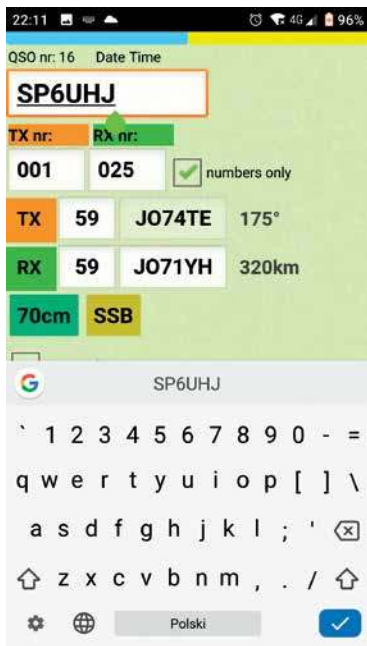 22:11 4G 96%
QSO nr: 16 Date Time
SP6UHJ
TX nr: RX nr:
001 025 numbers only
TX 59 JO74TE 175°
RX 59 JO71YH 320km
70cm SSB
G SP6UHJ
` 1 2 3 4 5 6 7 8 9 0 - =
q w e r t y u i o p [ ] \
a s d f g h j k l ; '
z x c v b n m , . /
Polski